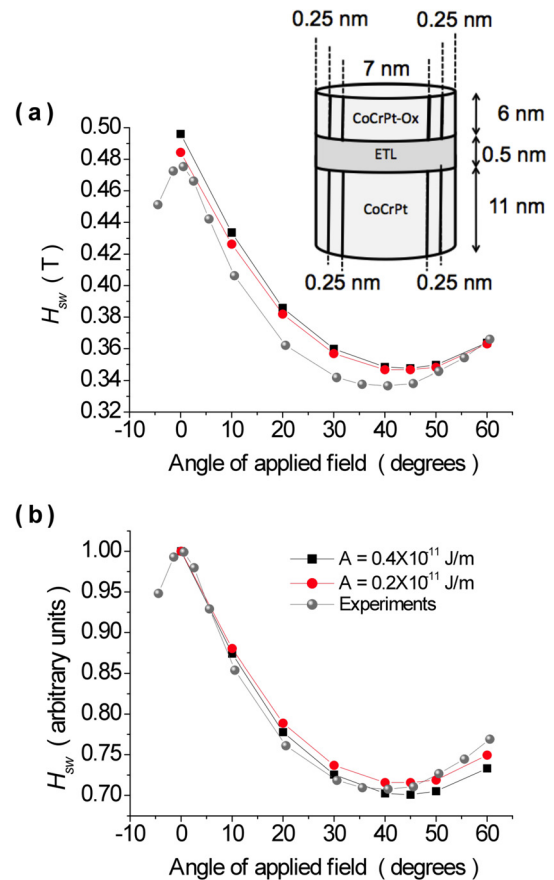 0.25 nm 0.25 nm
7 nm
(a)
CoCrPt-Ox
6 nm
ETL
0.5 nm
CoCrPt
11 nm
0.25 nm 0.25 nm
0.50
0.48
0.46
0.44
0.42
0.40
0.38
0.36
0.34
0.32
Hsw (T)
-10 0 10 20 30 40 50 60
Angle of applied field (degrees)
(b)
1.00
0.95
0.90
0.85
0.80
0.75
0.70
Hsw (arbitrary units)
A = 0.4X10¹¹ J/m
A = 0.2X10¹¹ J/m
Experiments
-10 0 10 20 30 40 50 60
Angle of applied field (degrees)